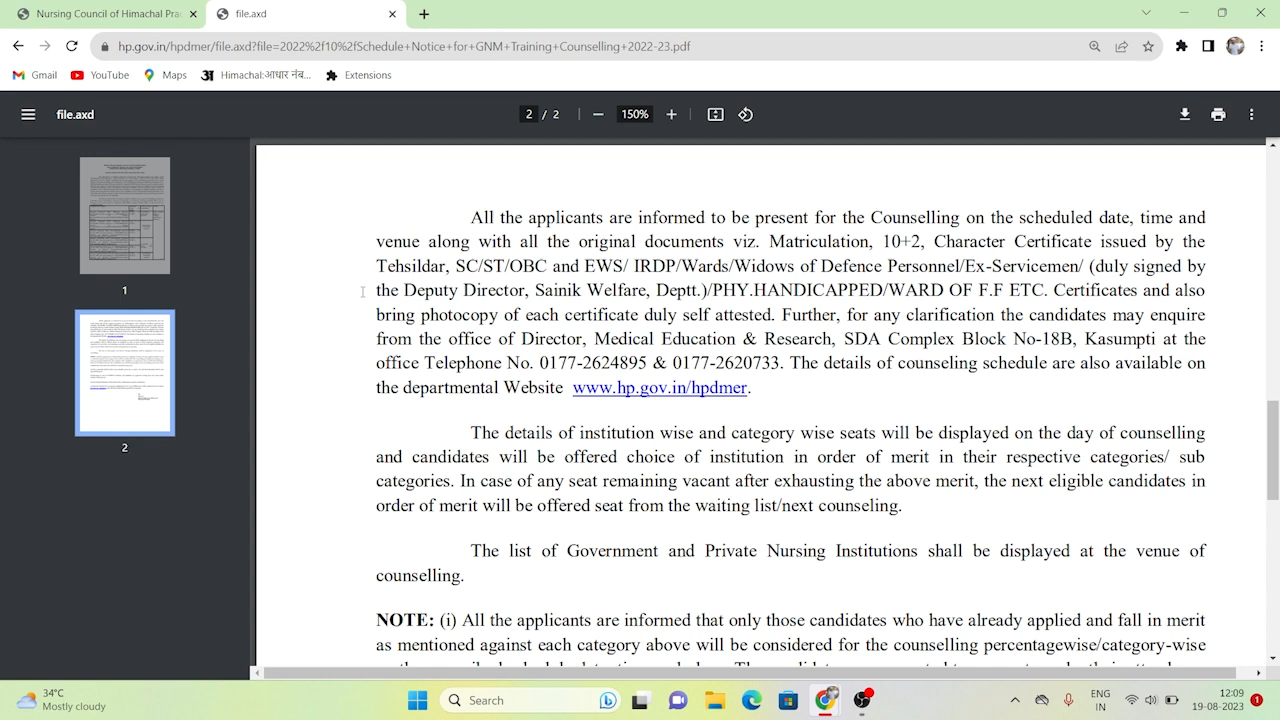 Nursing Council of Himachal Pra
file.axd
hp.gov.in/hpdmer/file.axd?file=2022%2f10%2fSchedule+Notice+for+GNM+Training+Counselling+2022-23.pdf
Gmail YouTube Maps Himachal:आधार नंब... Extensions
file.axd
2 / 2 150%
1
2
All the applicants are informed to be present for the Counselling on the scheduled date, time and
venue along with all the original documents viz. Matriculation, 10+2, Character Certificate issued by the
Tehsildar, SC/ST/OBC and EWS/ IRDP/Wards/Widows of Defence Personnel/Ex-Servicemen/ (duly signed by
the Deputy Director, Sainik Welfare, Deptt.)/PHY.HANDICAPPED/WARD OF F.F ETC. Certificates and also
bring photocopy of each certificate duly self attested. Further, for any clarification the candidates may enquire
from the office of Director Medical Education & Research, SDA Complex Block No-18B, Kasumpti at the
office Telephone No.0177-2624895 & 0177-2620733. The details of counseling schedule are also available on
the departmental Website www.hp.gov.in/hpdmer.
The details of institution wise and category wise seats will be displayed on the day of counselling
and candidates will be offered choice of institution in order of merit in their respective categories/ sub
categories. In case of any seat remaining vacant after exhausting the above merit, the next eligible candidates in
order of merit will be offered seat from the waiting list/next counseling.
The list of Government and Private Nursing Institutions shall be displayed at the venue of
counselling.
NOTE: (i) All the applicants are informed that only those candidates who have already applied and fall in merit
as mentioned against each category above will be considered for the counselling percentagewise/category-wise
34°C
Mostly cloudy
Search
ENG
IN
12:09
19-08-2023
1